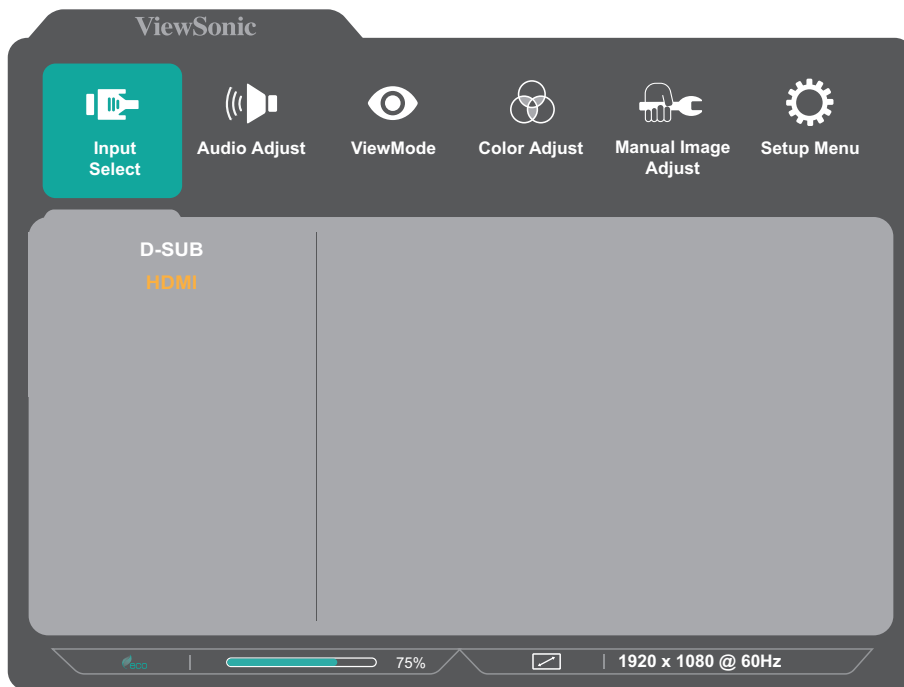 ViewSonic
Input
Select
Audio Adjust
ViewMode
Color Adjust
Manual Image
Adjust
Setup Menu
D-SUB
HDMI
eco
75%
1920 x 1080 @ 60Hz